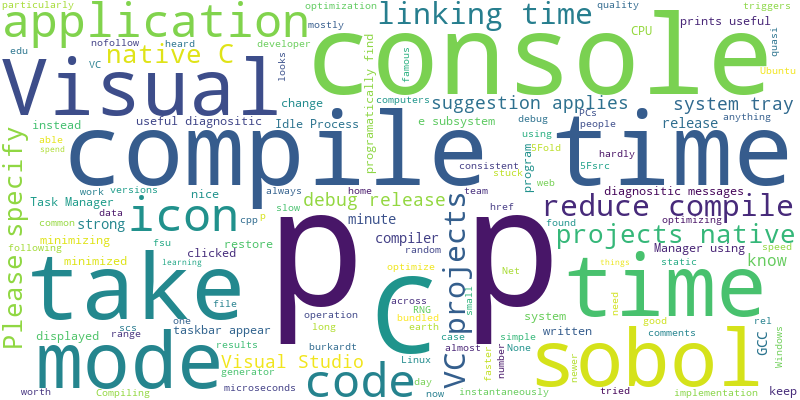 particularly
optimization
quality
triggers
application
linking time
prints useful
nofollow
heard
mostly
developer
CPU
edu
native C
VC
looks
famous
console
Visual
quasi
Ubuntu
change
computers
suggestion applies
system tray
instead
useful diagnositic
Idle Process
e subsystem
debug
PCs
release
anything
programatically find
using
people
able
spend
compile time
5Fold
hardly
program
stuck
web
consistent
5Fsrc
Task Manager
work
versions
nice
always
home
team
diagnostic messages
data
cpp
p
slow
debug release
href
reduce compile
common
strong
icon
minute
found
optimizing
following
fsu
compiler
projects native
minimizing
restore
random
Manager using
speed
Please specify
clicked
optimize
VC projects
Net
static
know
minimized
learning
things
take
p
C
p
time
file
operation
across
small
system
need
one
long
RNG
bundled
earth
displayed
scs
taskbar appear
case
simple
written
good
rel
range
results
burkardt
almost
None
comments
GCC
Windows
mode
Visual Studio
Linux
number
faster
newer
sobol
generator
code
day
now
tried
implementation
worth
Compiling
microseconds
instantaneously
keep